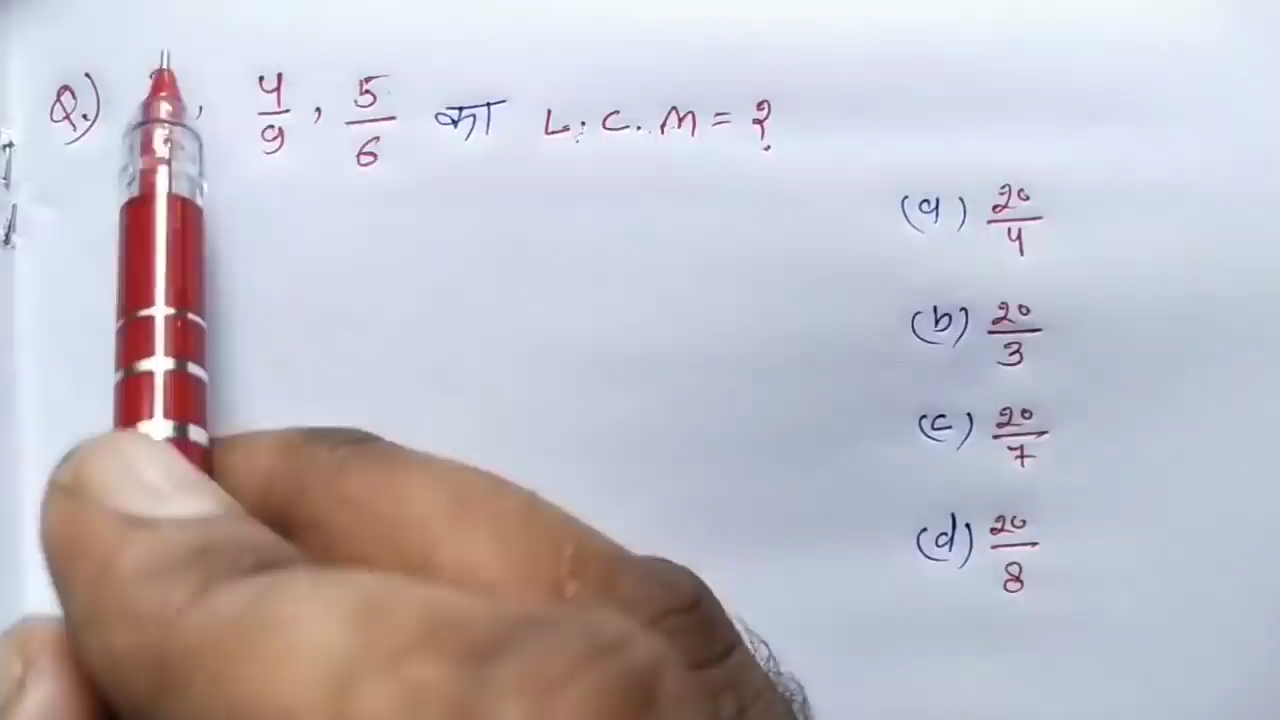 Q.) , 4/9, 5/6 का L.C.M = ?
(a) 20/4
(b) 20/3
(c) 20/7
(d) 20/8